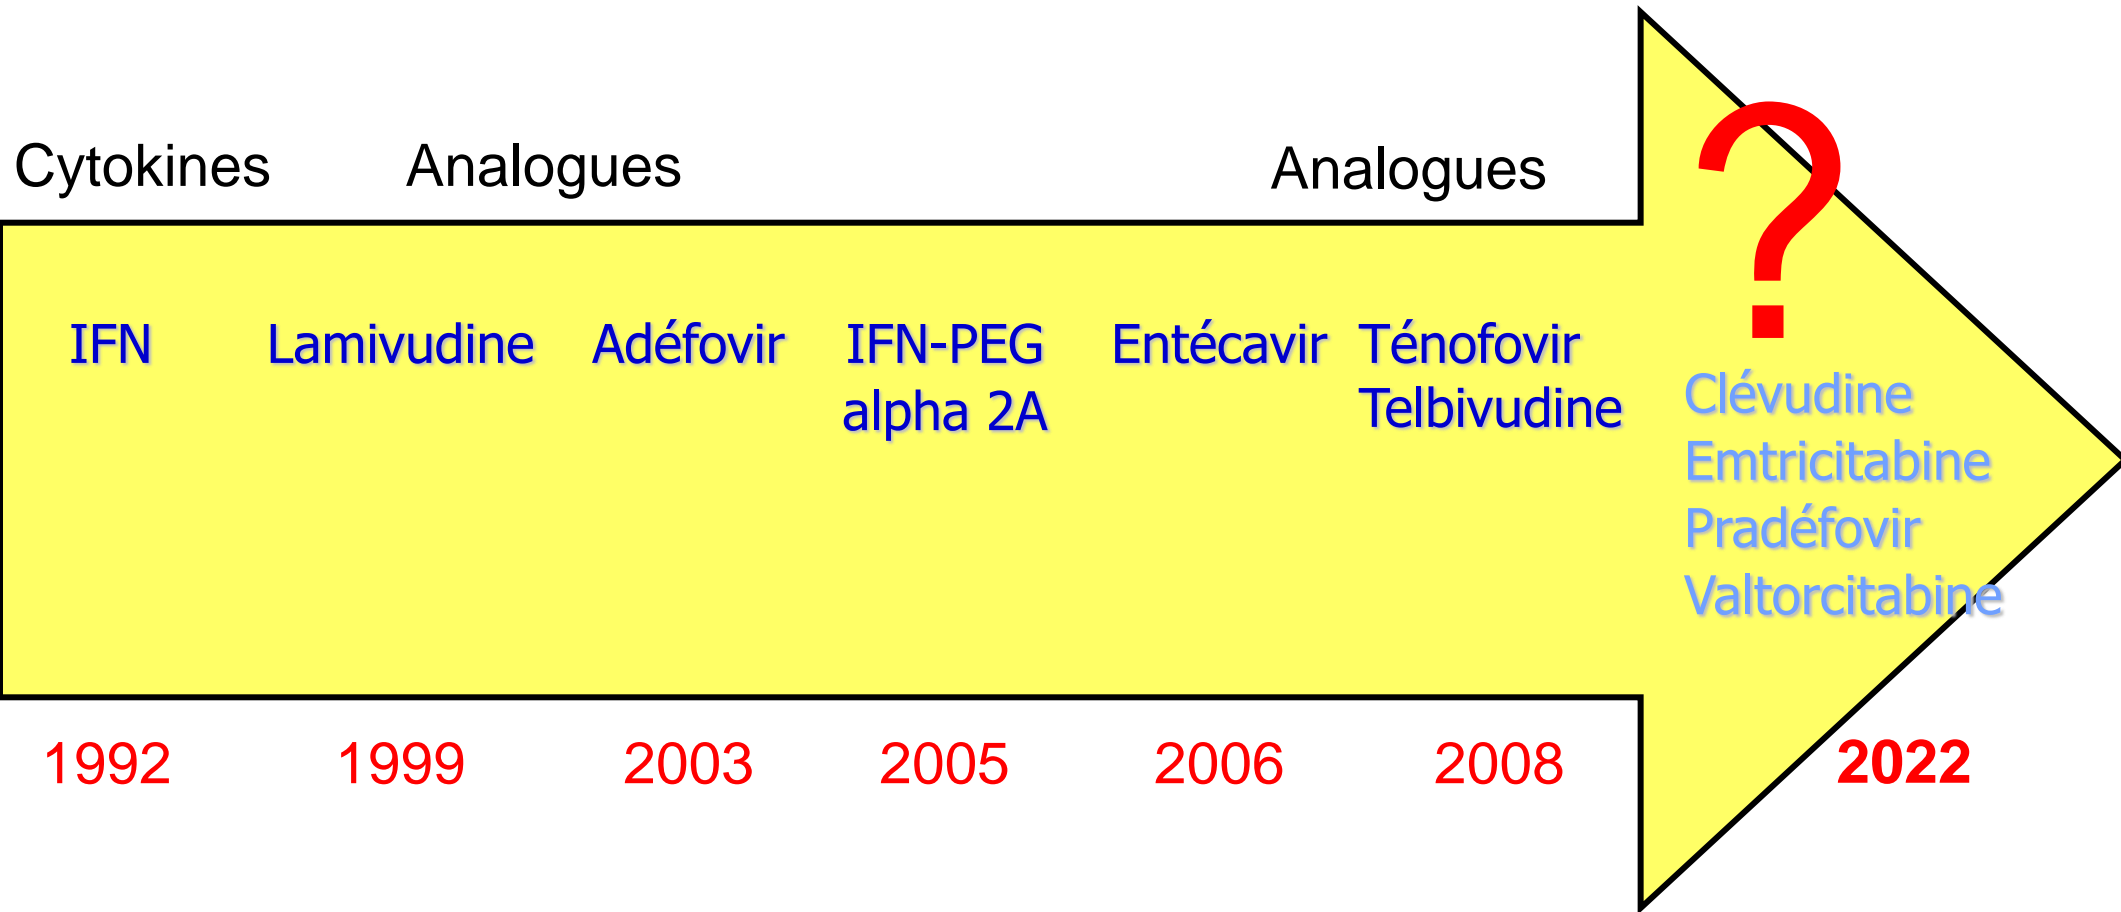 Cytokines Analogues Analogues
?
IFN Lamivudine Adéfovir IFN-PEG Entécavir Ténofovir
alpha 2A Telbivudine
Clévudine
Emtricitabine
Pradéfovir
Valtorcitabine
1992 1999 2003 2005 2006 2008 2022